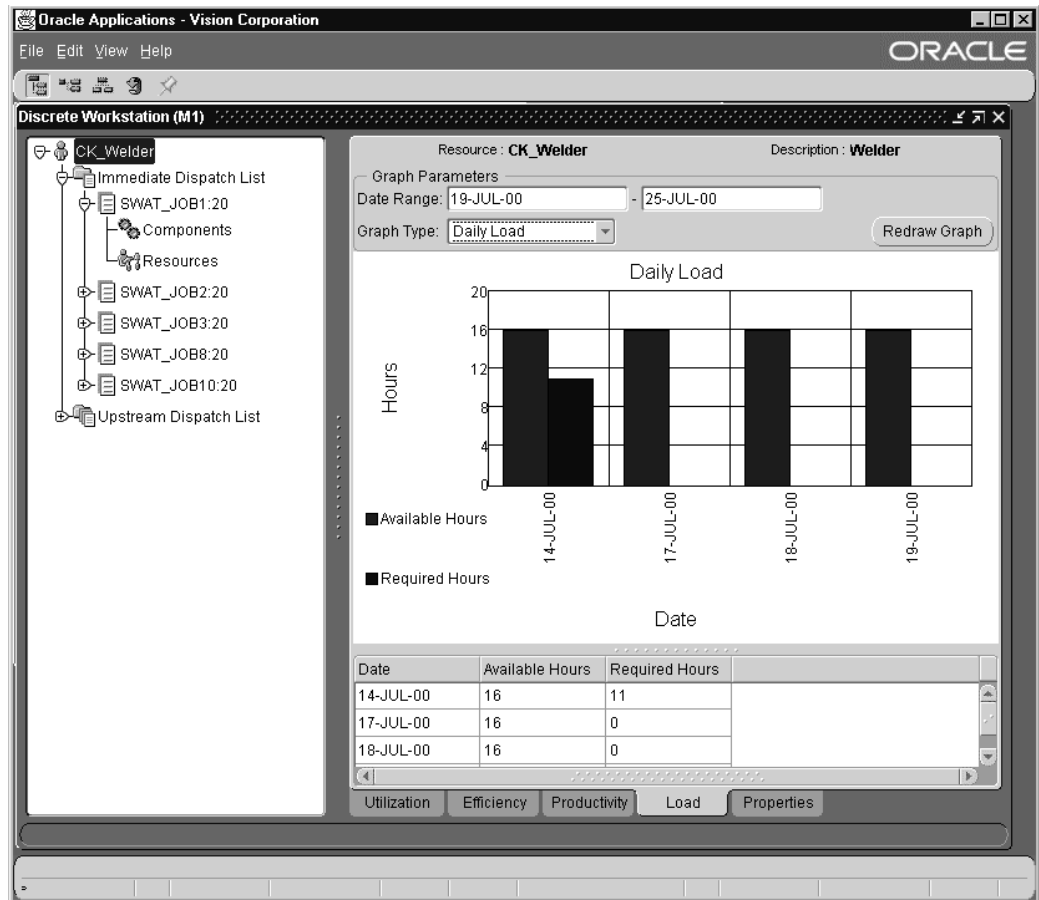 Oracle Applications - Vision Corporation
File Edit View Help
ORACLE
Discrete Workstation (M1)
CK_Welder
Immediate Dispatch List
SWAT_JOB1:20
Components
Resources
SWAT_JOB2:20
SWAT_JOB3:20
SWAT_JOB8:20
SWAT_JOB10:20
Upstream Dispatch List
Resource : CK_Welder Description : Welder
Graph Parameters
Date Range: 19-JUL-00 - 25-JUL-00
Graph Type: Daily Load Redraw Graph
Daily Load
20
16
12
8
4
0
Hours
14-JUL-00 17-JUL-00 18-JUL-00 19-JUL-00
Available Hours
Required Hours
Date
Date Available Hours Required Hours
14-JUL-00 16 11
17-JUL-00 16 0
18-JUL-00 16 0
Utilization Efficiency Productivity Load Properties